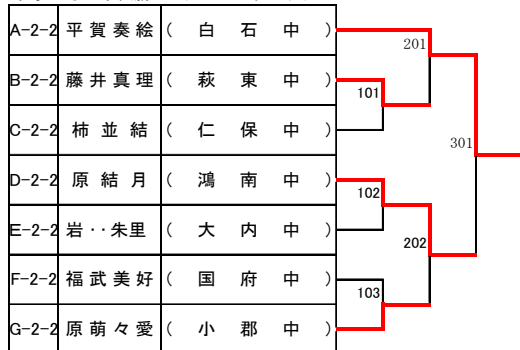 A-2-2 平賀奏絵 ( 白石中 )
B-2-2 藤井真理 ( 萩東中 )
C-2-2 柿並結 ( 仁保中 )
D-2-2 原結月 ( 鴻南中 )
E-2-2 岩‥朱里 ( 大内中 )
F-2-2 福武美好 ( 国府中 )
G-2-2 原萌々愛 ( 小郡中 )
201
101
301
102
202
103